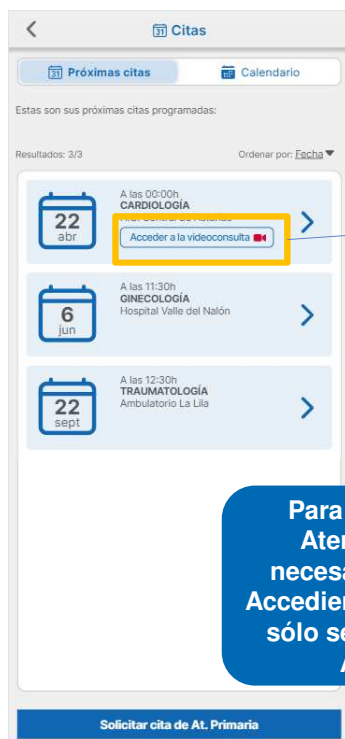 Citas
Próximas citas
Calendario
Estas son sus próximas citas programadas:
Resultados: 3/3
Ordenar por: Fecha
22
abr
A las 00:00h
CARDIOLOGÍA
Acceder a la videoconsulta
6
jun
A las 11:30h
GINECOLOGÍA
Hospital Valle del Nalón
22
sept
A las 12:30h
TRAUMATOLOGÍA
Ambulatorio La Lila
Para
Aten
necesa
Accedien
sólo se
Solicitar cita de At. Primaria